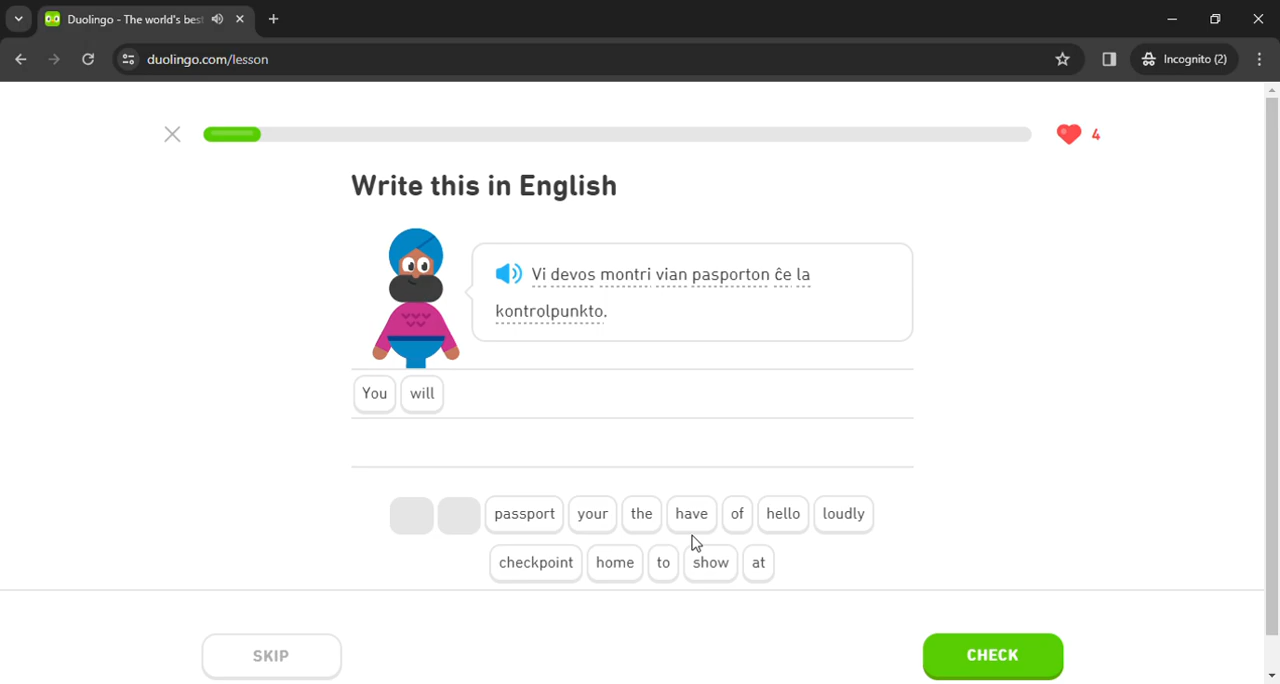 Duolingo - The world's bes
duolingo.com/lesson
Incognito (2)
4
Write this in English
Vi devos montri vian pasporton ĉe la
kontrolpunkto.
You will
passport your the have of hello loudly
checkpoint home to show at
SKIP
CHECK